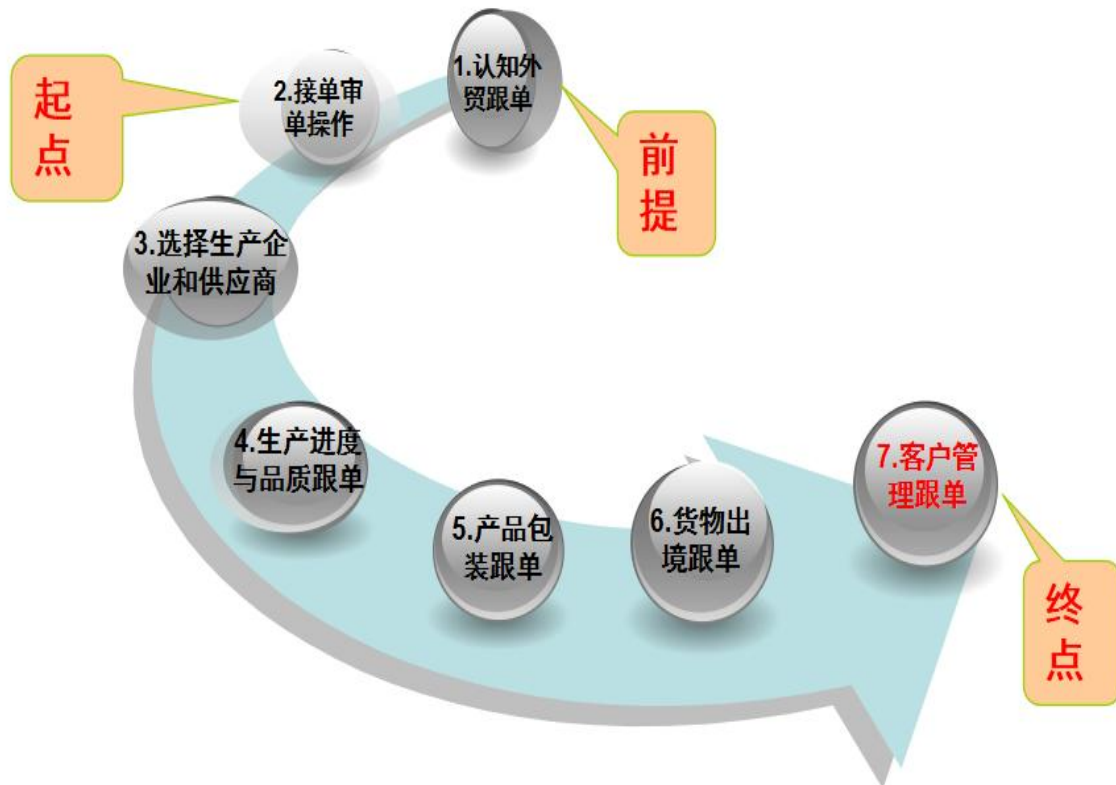 1.认知外
贸跟单
前
提
2.接单审
单操作
起
点
3.选择生产企
业和供应商
4.生产进度
与品质跟单
5.产品包
装跟单
6.货物出
境跟单
7.客户管
理跟单
终
点